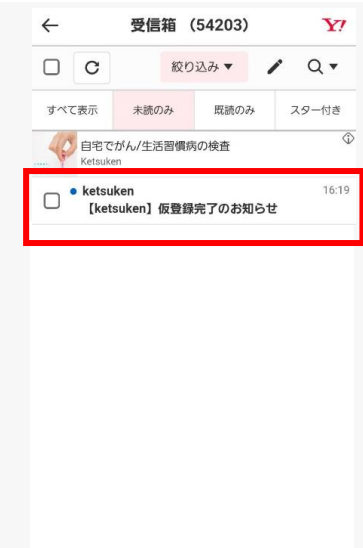 受信箱 （54203） Y!
絞り込み▼
すべて表示 未読のみ 既読のみ スター付き
自宅でがん/生活習慣病の検査
Ketsuken
ketsuken 16:19
【ketsuken】仮登録完了のお知らせ